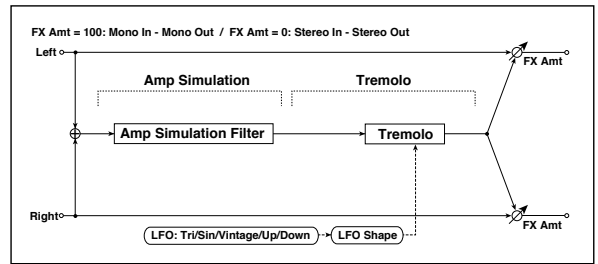 FX Amt = 100: Mono In - Mono Out / FX Amt = 0: Stereo In - Stereo Out
Left
FX Amt
Amp Simulation
Tremolo
Amp Simulation Filter
Tremolo
Right
FX Amt
LFO: Tri/Sin/Vintage/Up/Down
LFO Shape